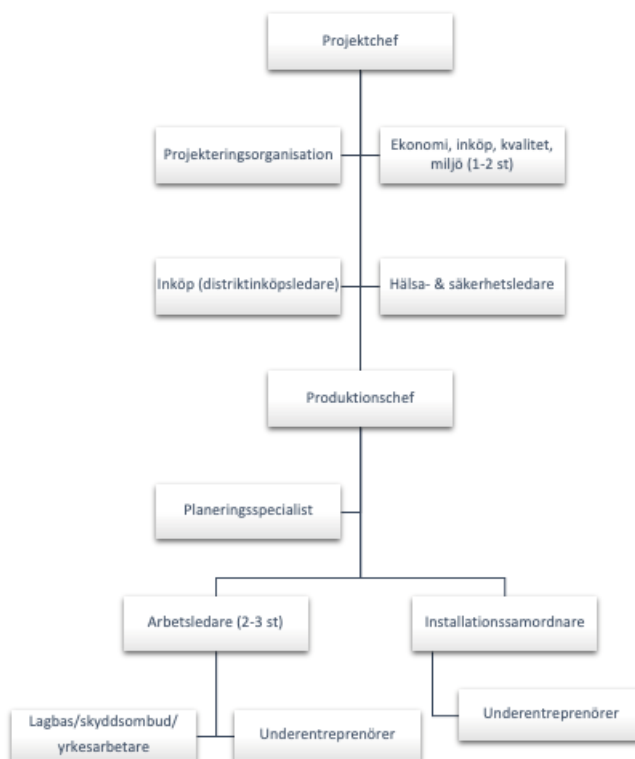 Projektchef
Projekteringsorganisation
Ekonomi, inköp, kvalitet,
miljö (1-2 st)
Inköp (distriktinköpsledare)
Hälsa- & säkerhetsledare
Produktionschef
Planeringsspecialist
Arbetsledare (2-3 st)
Installationssamordnare
Lagbas/skyddsombud/
yrkesarbetare
Underentreprenörer
Underentreprenörer